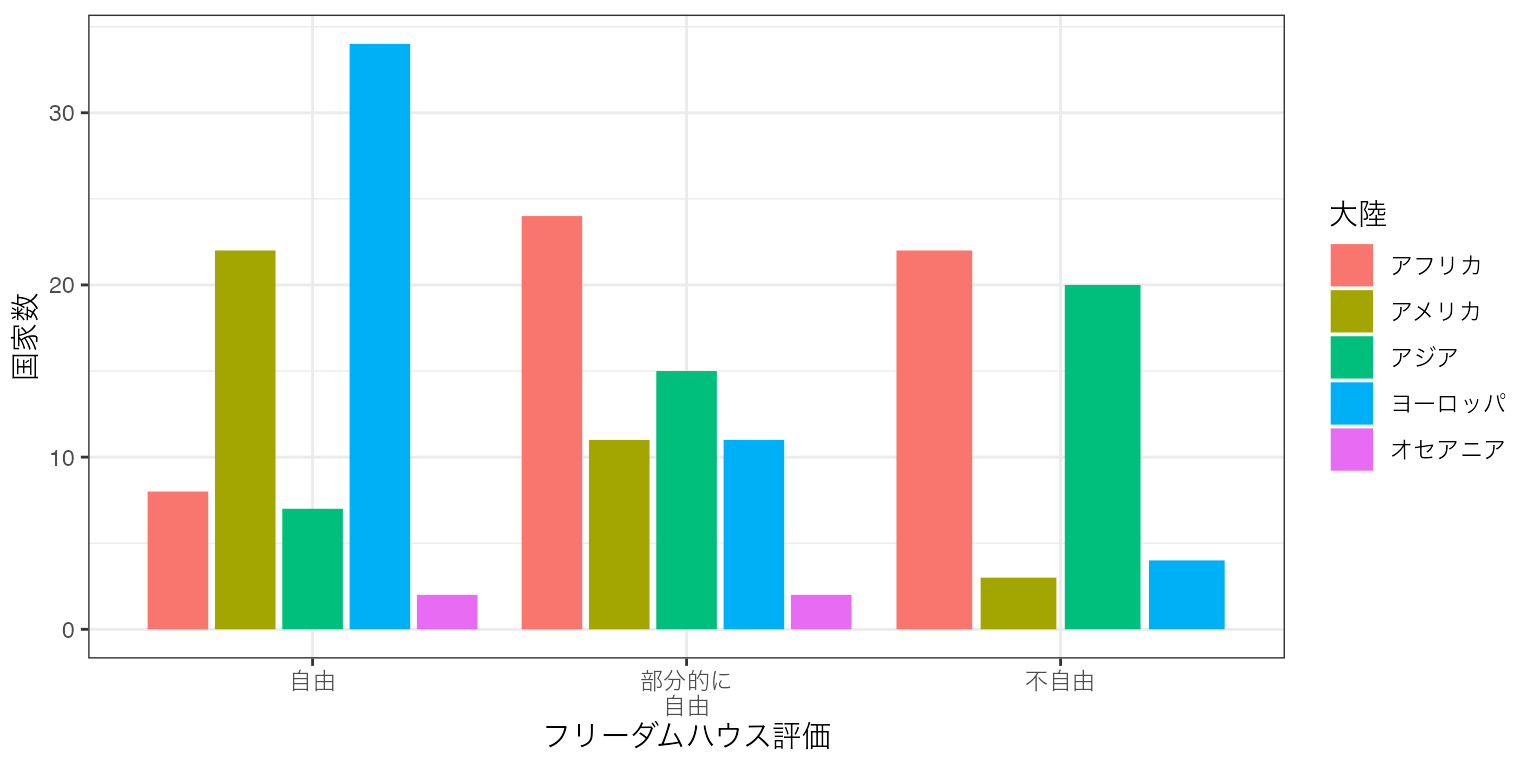 30
20
10
0
国家数
自由
部分的に
自由
不自由
フリーダムハウス評価
大陸
アフリカ
アメリカ
アジア
ヨーロッパ
オセアニア